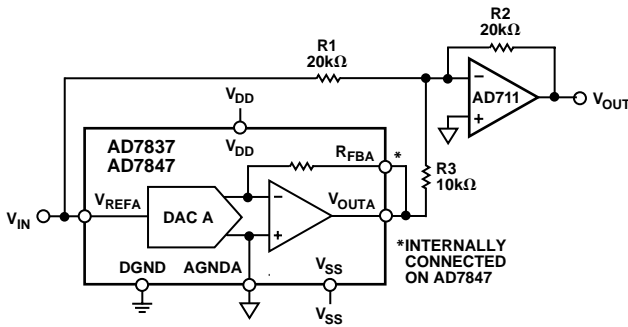 R2
20kΩ
R1
20kΩ
AD711
VOUT
VDD
VDD
AD7837
AD7847
RFBA
*
R3
10kΩ
VREFA
DAC A
VOUTA
VIN
*INTERNALLY
CONNECTED
ON AD7847
DGND
AGNDA
VSS
VSS